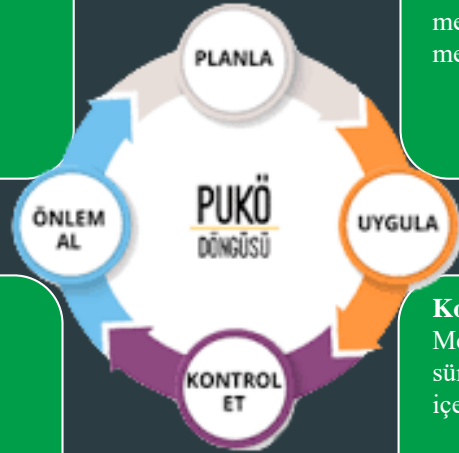 PLANLA
ÖNLEM
AL
PUKÖ
DÖNGÜSÜ
UYGULA
KONTROL
ET